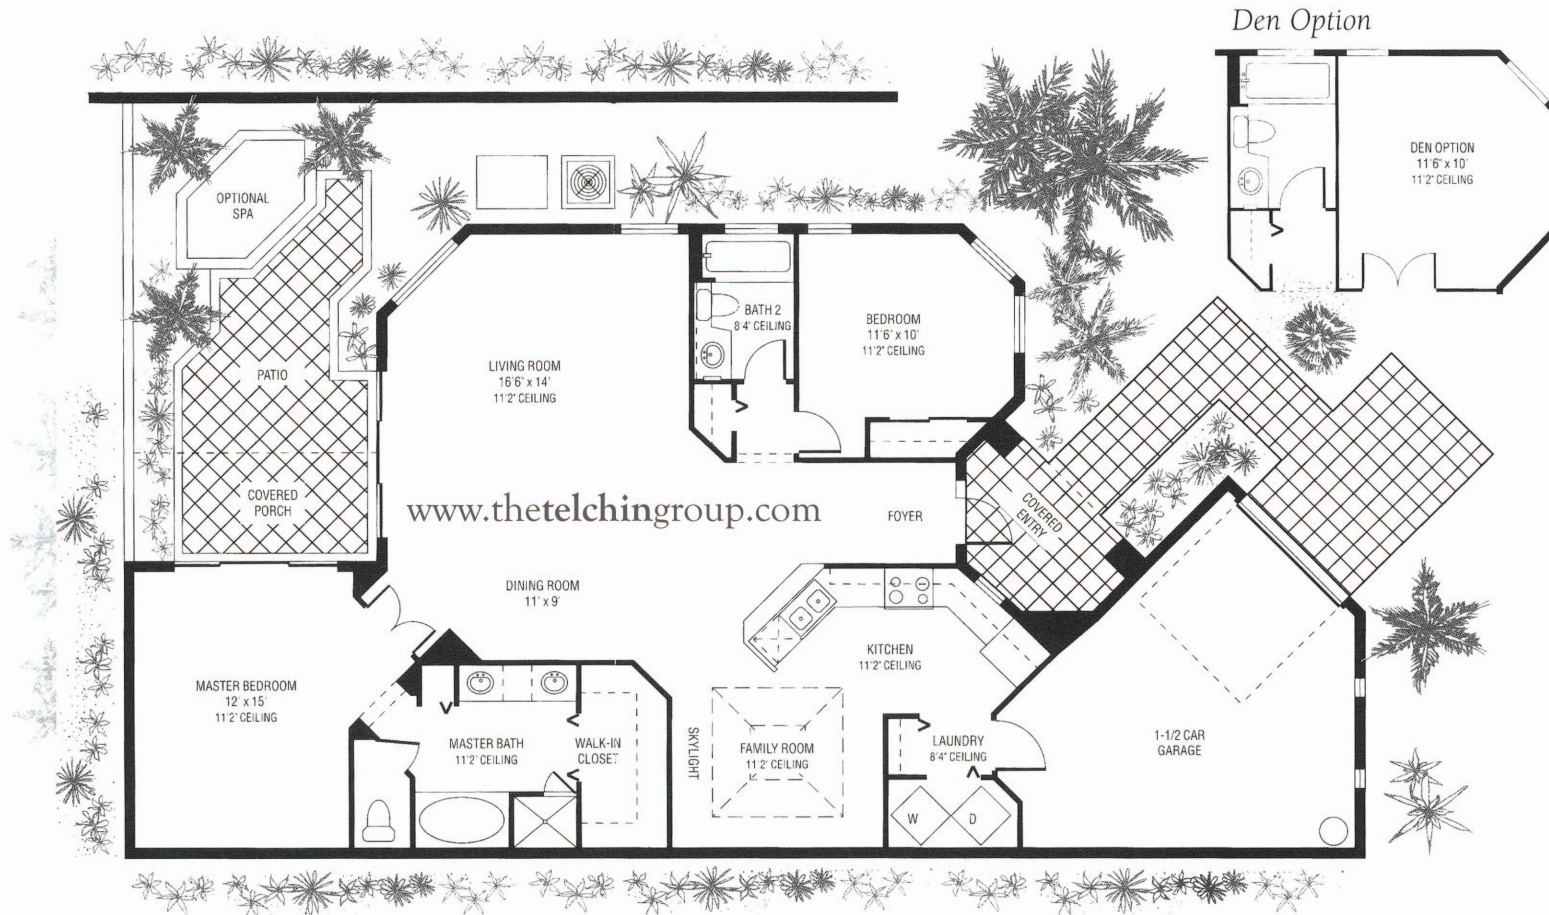 Den Option
DEN OPTION
11'6" x 10'
11'2" CEILING
OPTIONAL
SPA
PATIO
COVERED
PORCH
LIVING ROOM
16'6" x 14'
11'2" CEILING
BATH 2
8'4" CEILING
BEDROOM
11'6" x 10'
11'2" CEILING
www.thetelchingroup.com
FOYER
COVERED
ENTRY
DINING ROOM
11' x 9'
KITCHEN
11'2" CEILING
MASTER BEDROOM
12' x 15'
11'2" CEILING
MASTER BATH
11'2" CEILING
WALK-IN
CLOSET
SKYLIGHT
FAMILY ROOM
11'2" CEILING
LAUNDRY
8'4" CEILING
W
D
1-1/2 CAR
GARAGE